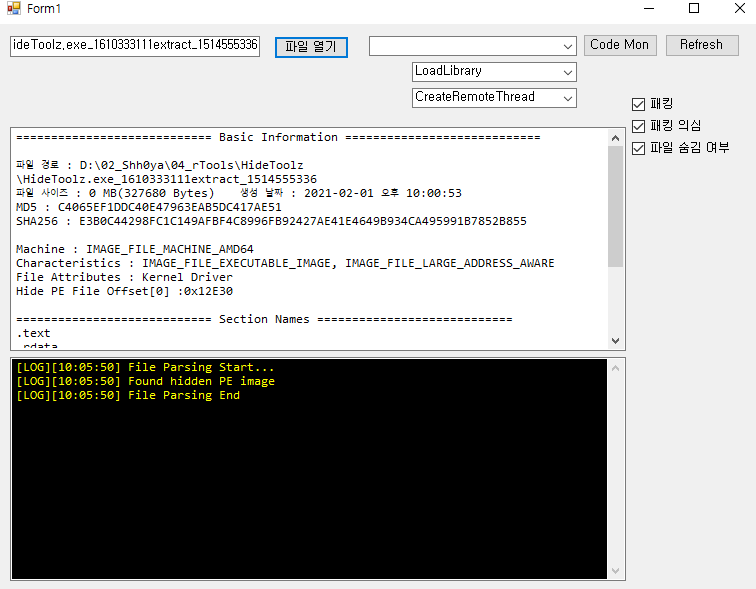 Form1
ideToolz,exe_1610333111extract_1514555336
파일 열기
Code Mon
Refresh
LoadLibrary
CreateRemoteThread
패킹
패킹 의심
파일 숨김 여부
============================ Basic Information ============================
파일 경로 : D:\02_Shh0ya\04_rTools\HideToolz
\HideToolz.exe_1610333111extract_1514555336
파일 사이즈 : 0 MB(327680 Bytes) 생성 날짜 : 2021-02-01 오후 10:00:53
MD5 : C4065EF1DDC40E47963EAB5DC417AE51
SHA256 : E3B0C44298FC1C149AFBF4C8996FB92427AE41E4649B934CA495991B7852B855
Machine : IMAGE_FILE_MACHINE_AMD64
Characteristics : IMAGE_FILE_EXECUTABLE_IMAGE, IMAGE_FILE_LARGE_ADDRESS_AWARE
File Attributes : Kernel Driver
Hide PE File Offset[0] :0x12E30
============================ Section Names ============================
.text
.rdata
[LOG][10:05:50] File Parsing Start...
[LOG][10:05:50] Found hidden PE image
[LOG][10:05:50] File Parsing End